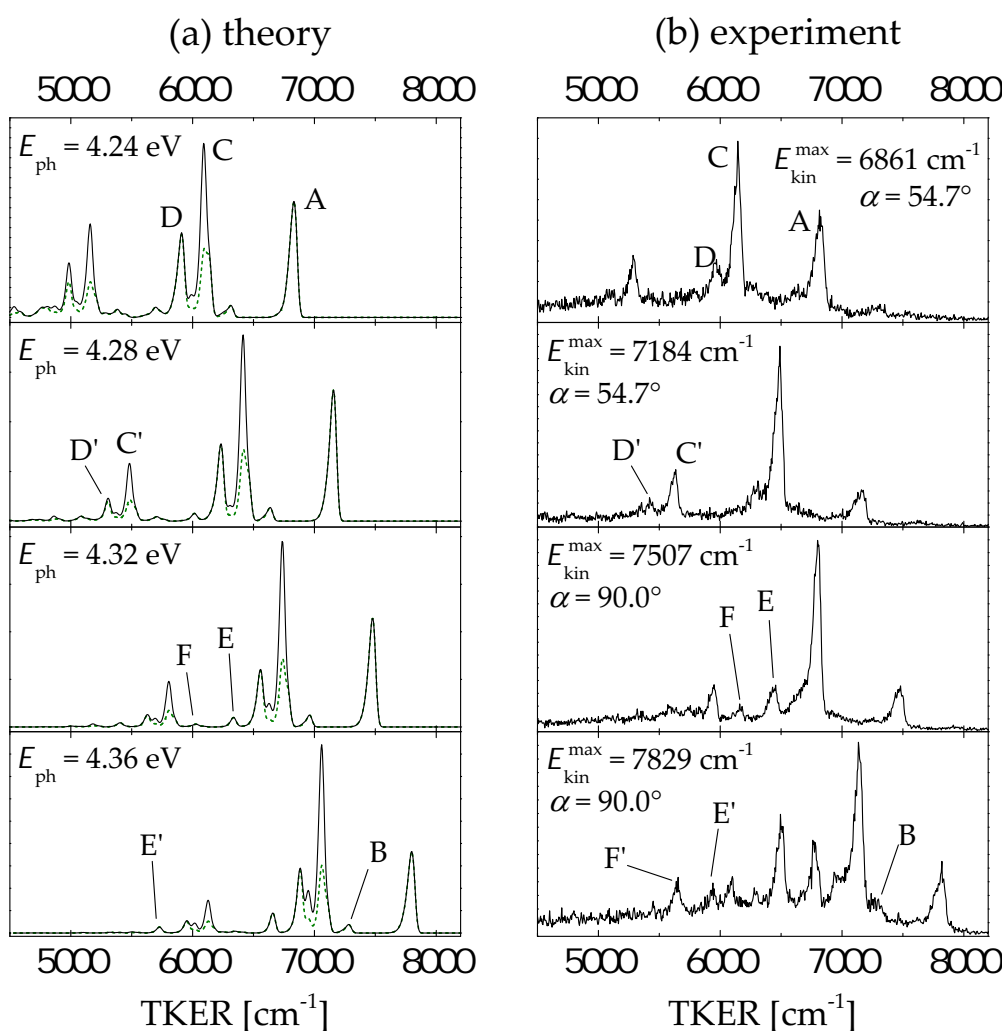 (a) theory
(b) experiment
5000 6000 7000 8000
5000 6000 7000 8000
E_ph = 4.24 eV
C
D
A
C
E_kin^max = 6861 cm⁻¹
α = 54.7°
A
D
E_ph = 4.28 eV
D'
C'
E_kin^max = 7184 cm⁻¹
α = 54.7°
D'
C'
E_ph = 4.32 eV
F
E
E_kin^max = 7507 cm⁻¹
α = 90.0°
F
E
E_ph = 4.36 eV
E'
B
E_kin^max = 7829 cm⁻¹
α = 90.0°
F'
E'
B
5000 6000 7000 8000
5000 6000 7000 8000
TKER [cm⁻¹]
TKER [cm⁻¹]